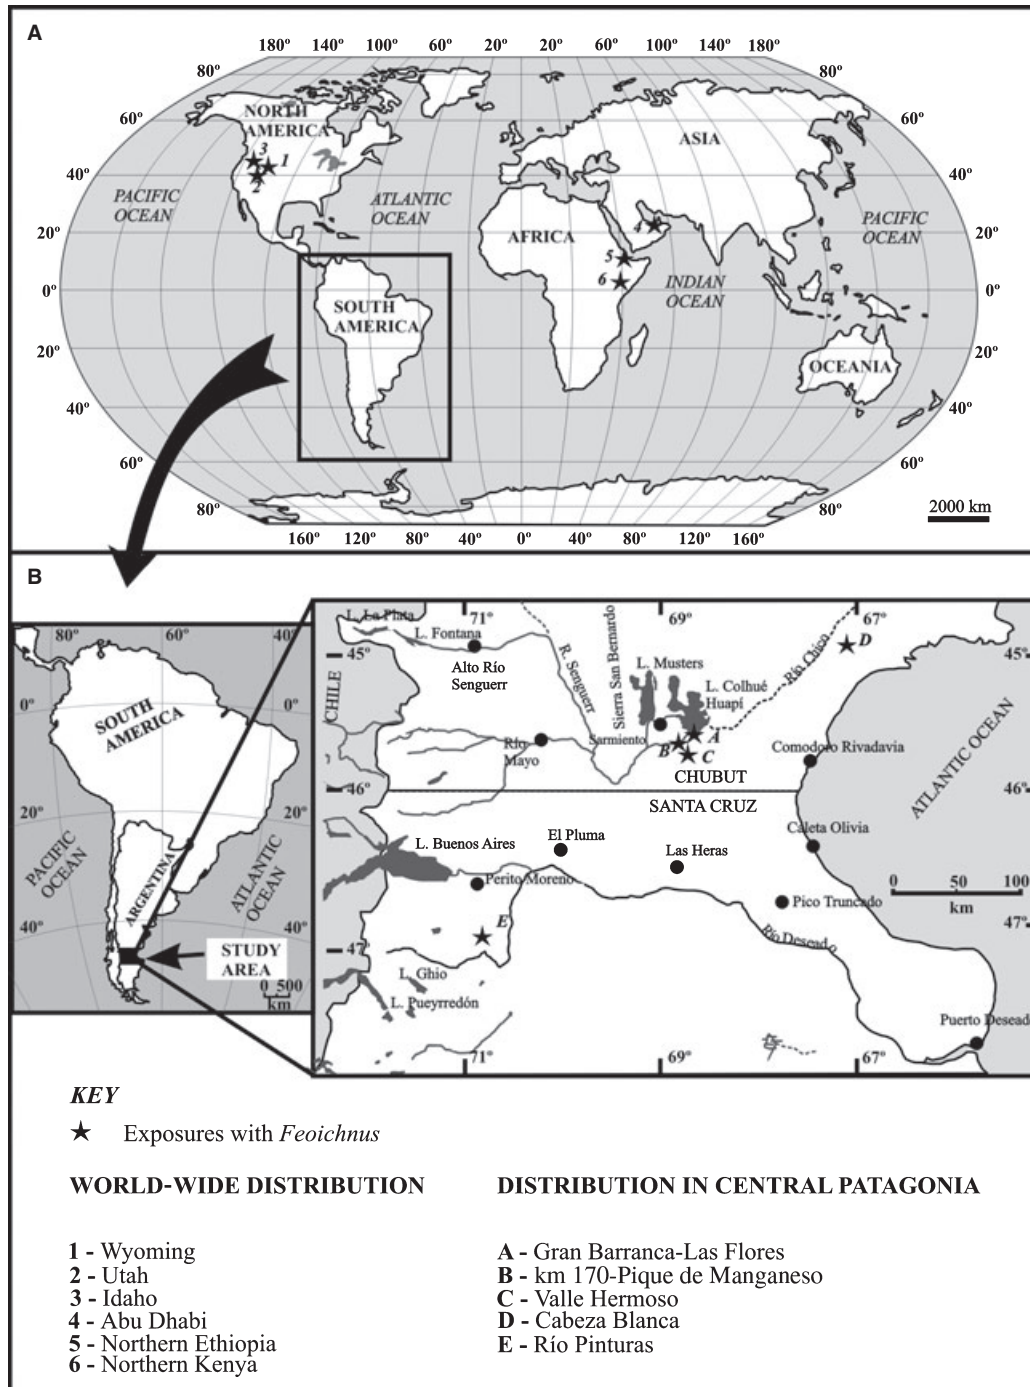 A
180º 140º 100º 60º 20º 20º 60º 100º 140º 180º
80º 80º
60º 60º
NORTH
AMERICA
ASIA
3
1
2
40º 40º
PACIFIC
OCEAN
ATLANTIC
OCEAN
AFRICA
4
PACIFIC
OCEAN
20º 20º
5
6
INDIAN
OCEAN
0º 0º
SOUTH
AMERICA
20º 20º
OCEANIA
40º 40º
60º 60º
80º 80º
2000 km
160º 120º 80º 40º 0º 40º 80º 120º 160º
B
80º 60º 40º
0º 0º
SOUTH
AMERICA
20º 20º
PACIFIC
OCEAN
ARGENTINA
ATLANTIC
OCEAN
40º 40º
STUDY
AREA
0 500
km
71º 69º 67º
L. La Plata
L. Fontana
45º 45º
Alto Río
Senguerr
R. Senguerr
Sierra San Bernardo
L. Musters
L. Colhué
Huapí
Río Chico
D
CHILE
Río
Mayo
Sarmiento
A
B
C
Comodoro Rivadavia
ATLANTIC OCEAN
CHUBUT
46º 46º
SANTA CRUZ
L. Buenos Aires
El Pluma
Las Heras
Caleta Olivia
Perito Moreno
Pico Truncado
0 50 100
km
E
Río Deseado
47º 47º
L. Ghio
L. Pueyrredón
Puerto Deseado
71º 69º 67º
KEY
★ Exposures with Feoichnus
WORLD-WIDE DISTRIBUTION
1 - Wyoming
2 - Utah
3 - Idaho
4 - Abu Dhabi
5 - Northern Ethiopia
6 - Northern Kenya
DISTRIBUTION IN CENTRAL PATAGONIA
A - Gran Barranca-Las Flores
B - km 170-Pique de Manganeso
C - Valle Hermoso
D - Cabeza Blanca
E - Río Pinturas